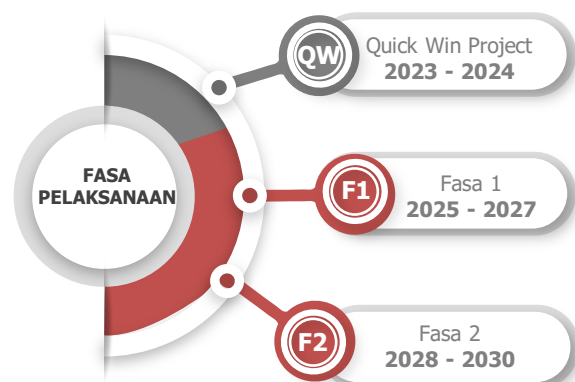 FASA
PELAKSANAAN
QW
Quick Win Project
2023 - 2024
F1
Fasa 1
2025 - 2027
F2
Fasa 2
2028 - 2030